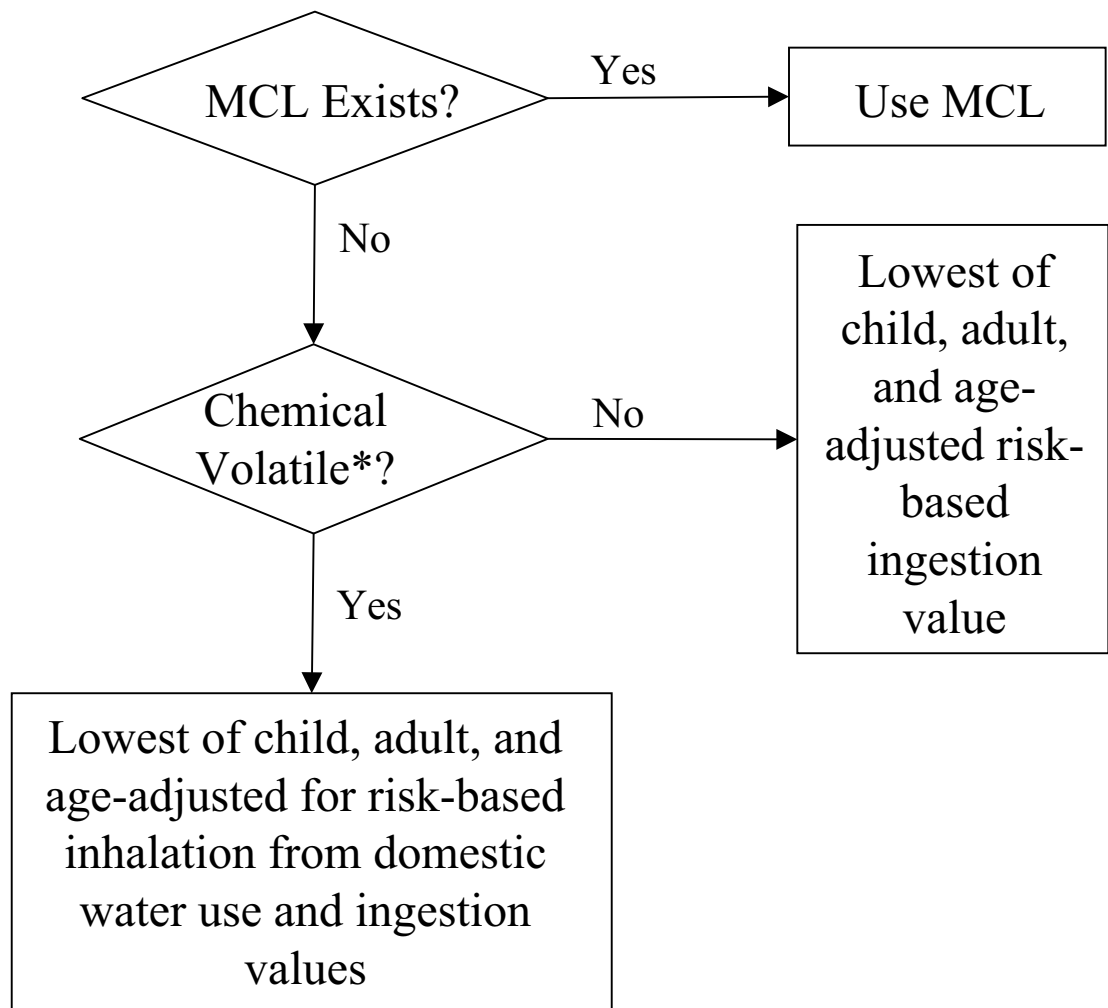 MCL Exists?
Yes
Use MCL
No
Chemical
Volatile*?
No
Lowest of
child, adult,
and age-
adjusted risk-
based
ingestion
value
Yes
Lowest of child, adult, and
age-adjusted for risk-based
inhalation from domestic
water use and ingestion
values